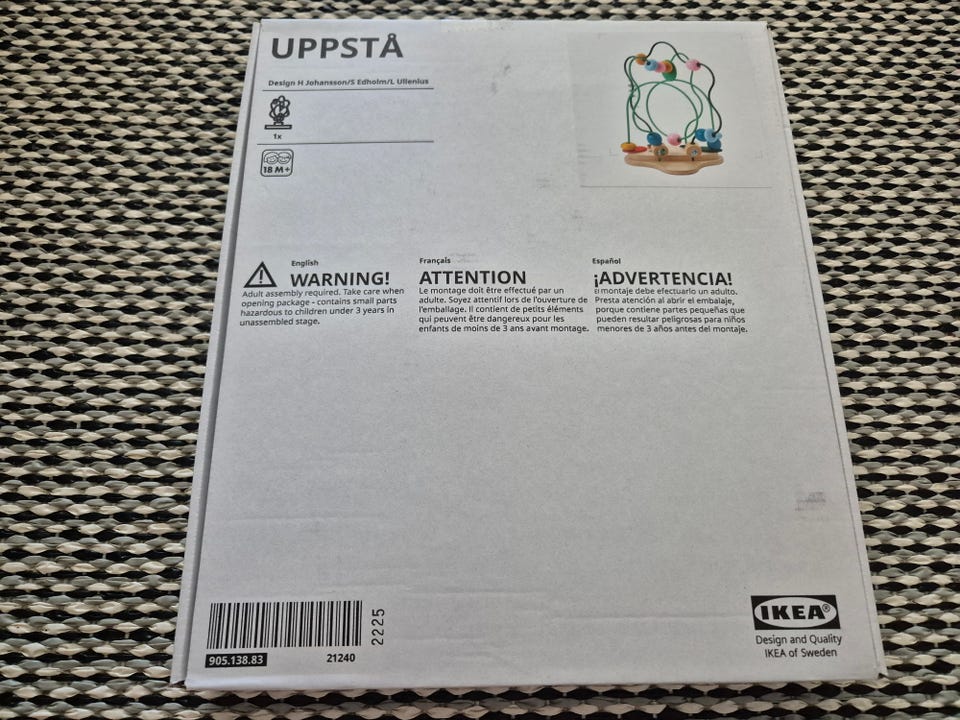 UPPSTÅ
Design H Johansson/S Edholm/L Ullenius
1x
18 M+
English
WARNING!
Adult assembly required. Take care when
opening package - contains small parts
hazardous to children under 3 years in
unassembled stage.
Français
ATTENTION
Le montage doit être effectué par un
adulte. Soyez attentif lors de l'ouverture de
l'emballage. Il contient de petits éléments
qui peuvent être dangereux pour les
enfants de moins de 3 ans avant montage.
Español
¡ADVERTENCIA!
El montaje debe efectuarlo un adulto.
Presta atención al abrir el embalaje,
porque contiene partes pequeñas que
pueden resultar peligrosas para niños
menores de 3 años antes del montaje.
2225
905.138.83
21240
IKEA®
Design and Quality
IKEA of Sweden